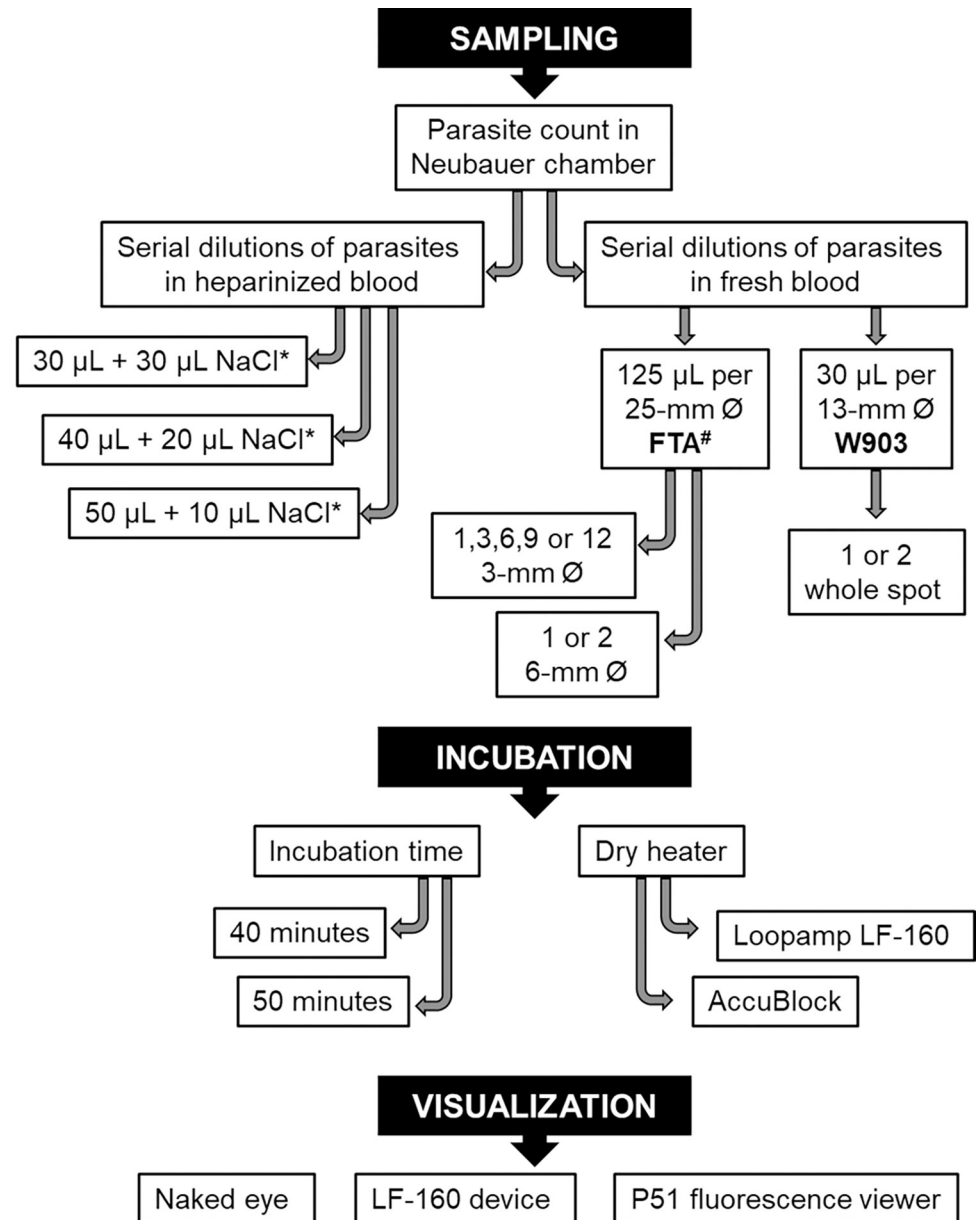 SAMPLING
Parasite count in
Neubauer chamber
Serial dilutions of parasites
in heparinized blood
Serial dilutions of parasites
in fresh blood
30 µL + 30 µL NaCl*
40 µL + 20 µL NaCl*
50 µL + 10 µL NaCl*
125 µL per
25-mm Ø
FTA#
30 µL per
13-mm Ø
W903
1,3,6,9 or 12
3-mm Ø
1 or 2
6-mm Ø
1 or 2
whole spot
INCUBATION
Incubation time
40 minutes
50 minutes
Dry heater
Loopamp LF-160
AccuBlock
VISUALIZATION
Naked eye
LF-160 device
P51 fluorescence viewer